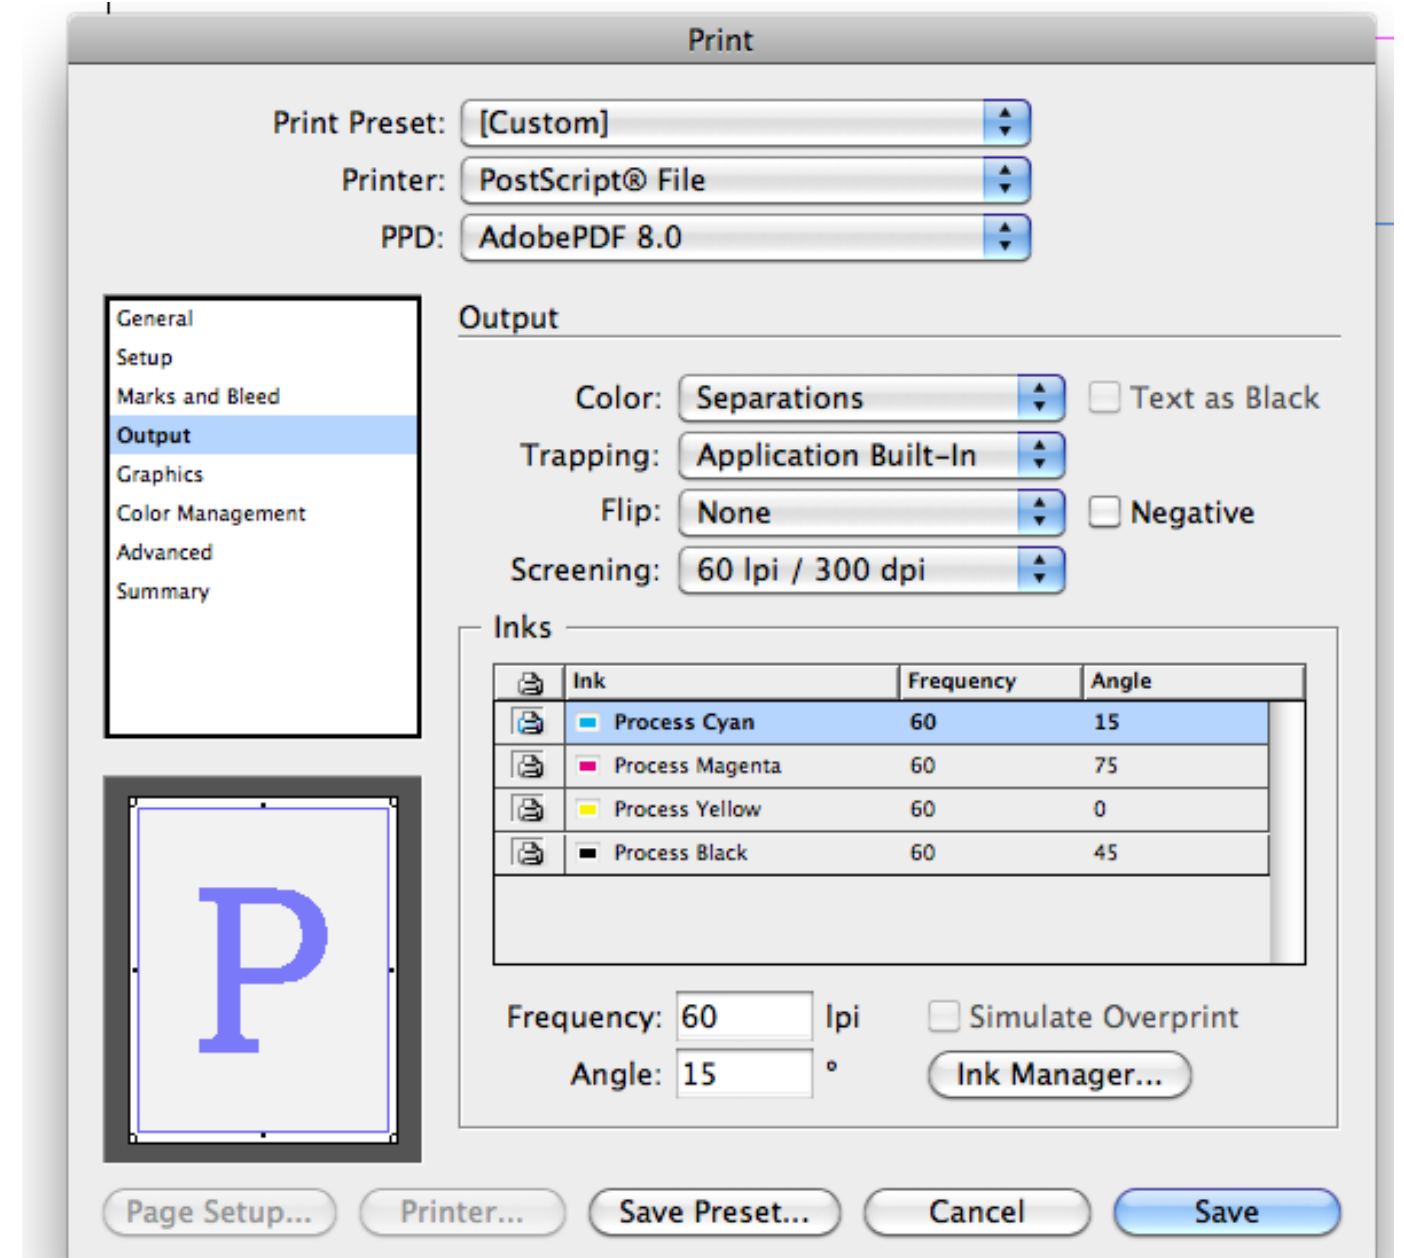 Print
Print Preset: [Custom]
Printer: PostScript® File
PPD: AdobePDF 8.0
General
Setup
Marks and Bleed
Output
Graphics
Color Management
Advanced
Summary
Output
Color: Separations Text as Black
Trapping: Application Built-In
Flip: None Negative
Screening: 60 lpi / 300 dpi
Inks
Ink Frequency Angle
Process Cyan 60 15
Process Magenta 60 75
Process Yellow 60 0
Process Black 60 45
Frequency: 60 lpi Simulate Overprint
Angle: 15 ° Ink Manager...
P
Page Setup... Printer... Save Preset... Cancel Save